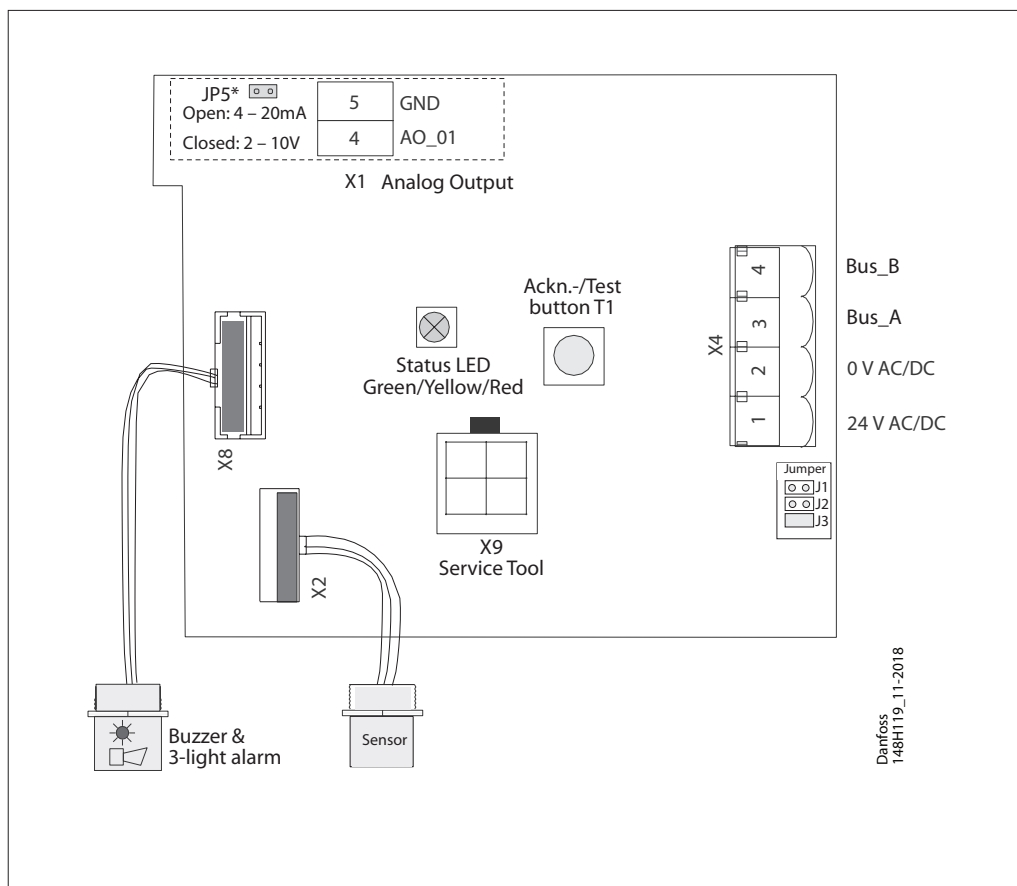 JP5*
Open: 4 – 20mA
Closed: 2 – 10V
5 GND
4 AO_01
X1 Analog Output
Ackn.-/Test
button T1
Status LED
Green/Yellow/Red
X4
4 Bus_B
3 Bus_A
2 0 V AC/DC
1 24 V AC/DC
Jumper
J1
J2
J3
X8
X2
X9
Service Tool
Buzzer &
3-light alarm
Sensor
Danfoss
148H119_11-2018